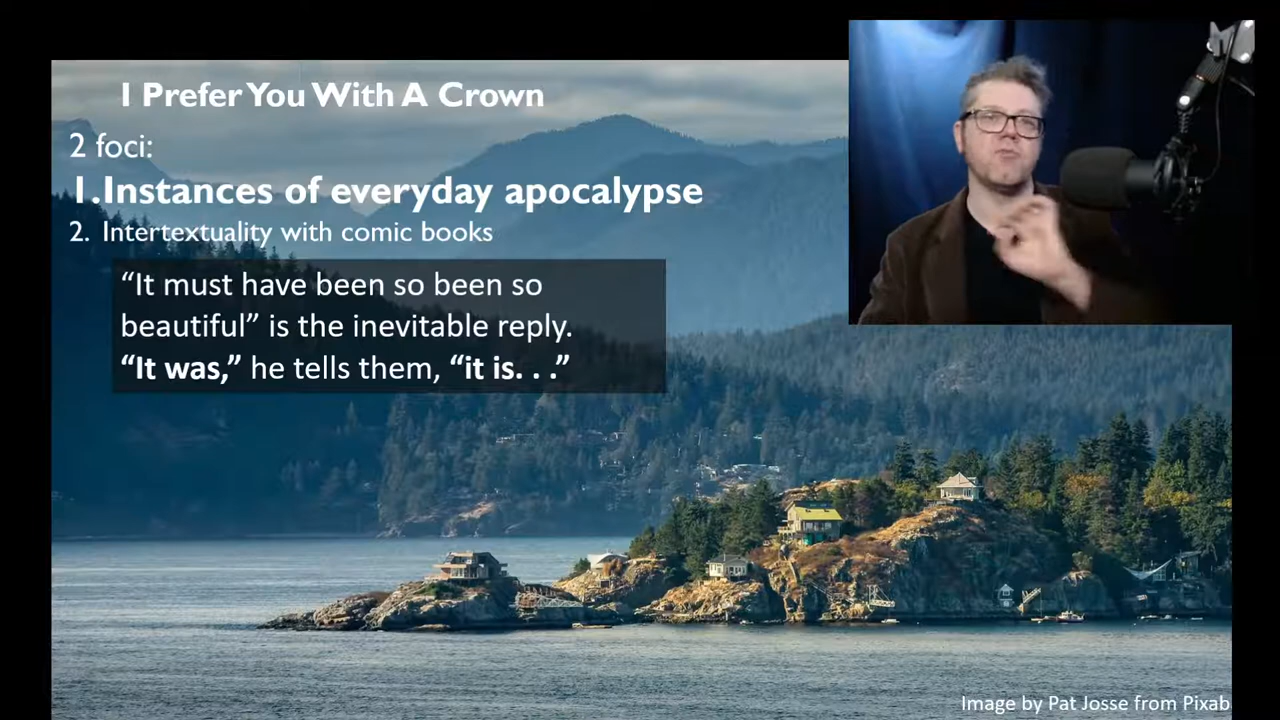 I Prefer You With A Crown
2 foci:
1.Instances of everyday apocalypse
2. Intertextuality with comic books
“It must have been so been so
beautiful” is the inevitable reply.
“It was,” he tells them, “it is. . .”
Image by Pat Josse from Pixab